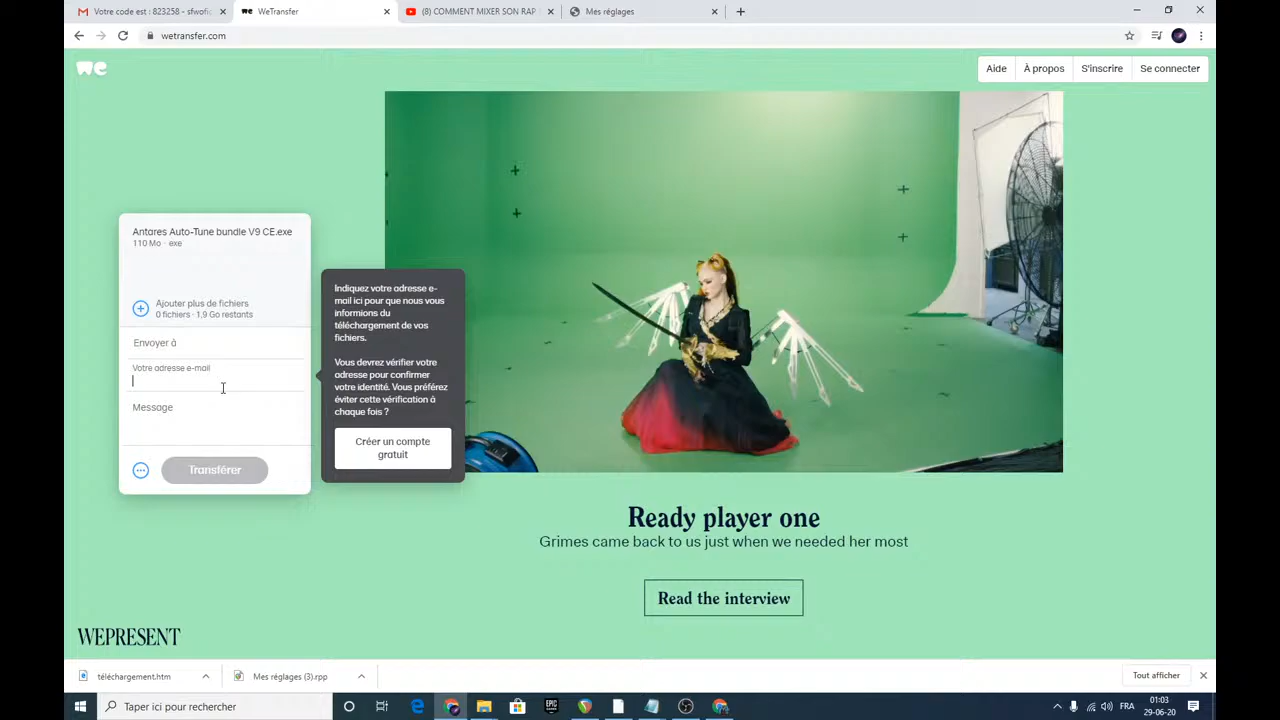 Votre code est : 823258 - sfwofic
WeTransfer
(8) COMMENT MIXER SON RAP
Mes réglages
wetransfer.com
we
Aide
À propos
S'inscrire
Se connecter
Antares Auto-Tune bundle V9 CE.exe
110 Mo · exe
Ajouter plus de fichiers
0 fichiers · 1.9 Go restants
Envoyer à
Votre adresse e-mail
Message
Transférer
Indiquez votre adresse e-
mail ici pour que nous vous
informions du
téléchargement de vos
fichiers.
Vous devrez vérifier votre
adresse pour confirmer
votre identité. Vous préférez
éviter cette vérification à
chaque fois ?
Créer un compte
gratuit
Ready player one
Grimes came back to us just when we needed her most
Read the interview
WEPRESENT
téléchargement.htm
Mes réglages (3).rpp
Tout afficher
Taper ici pour rechercher
EPIC
FRA
01:03
29-06-20